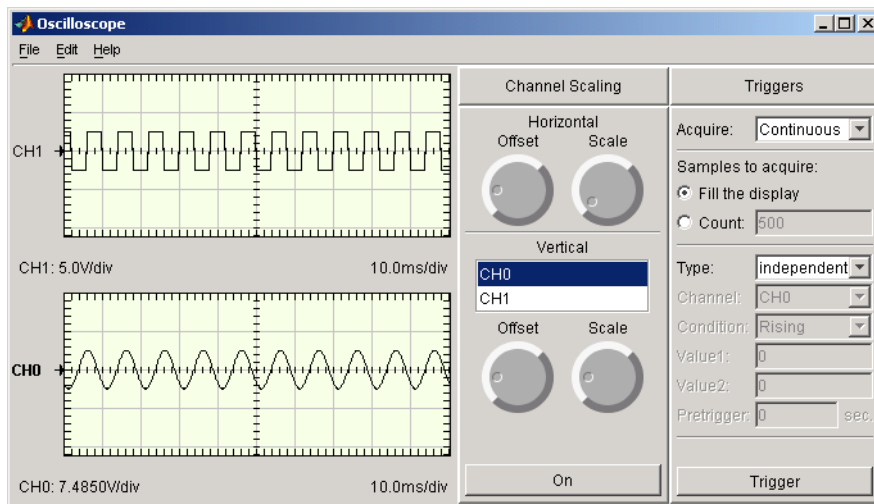 Oscilloscope
File Edit Help
CH1
CH1: 5.0V/div 10.0ms/div
CH0
CH0: 7.4850V/div 10.0ms/div
Channel Scaling
Horizontal
Offset Scale
Vertical
CH0
CH1
Offset Scale
On
Triggers
Acquire: Continuous
Samples to acquire:
Fill the display
Count: 500
Type: independent
Channel: CH0
Condition: Rising
Value1: 0
Value2: 0
Pretrigger: 0 sec.
Trigger